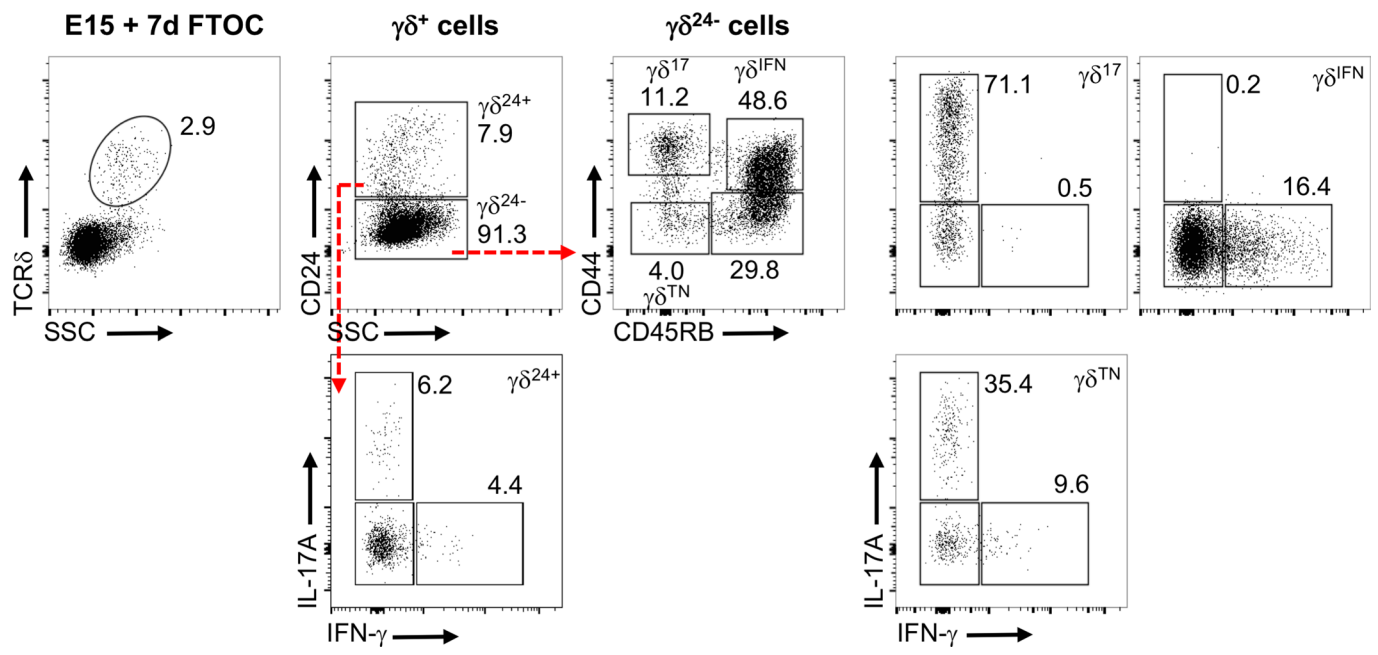 E15 + 7d FTOC
γδ⁺ cells
γδ²⁴⁻ cells
2.9
TCRδ
SSC
γδ²⁴⁺
7.9
γδ²⁴⁻
91.3
CD24
SSC
γδ¹⁷
11.2
γδᴵᶠᴺ
48.6
4.0
γδᵀᴺ
29.8
CD44
CD45RB
71.1
γδ¹⁷
0.5
0.2
γδᴵᶠᴺ
16.4
6.2
γδ²⁴⁺
4.4
IL-17A
IFN-γ
35.4
γδᵀᴺ
9.6
IL-17A
IFN-γ